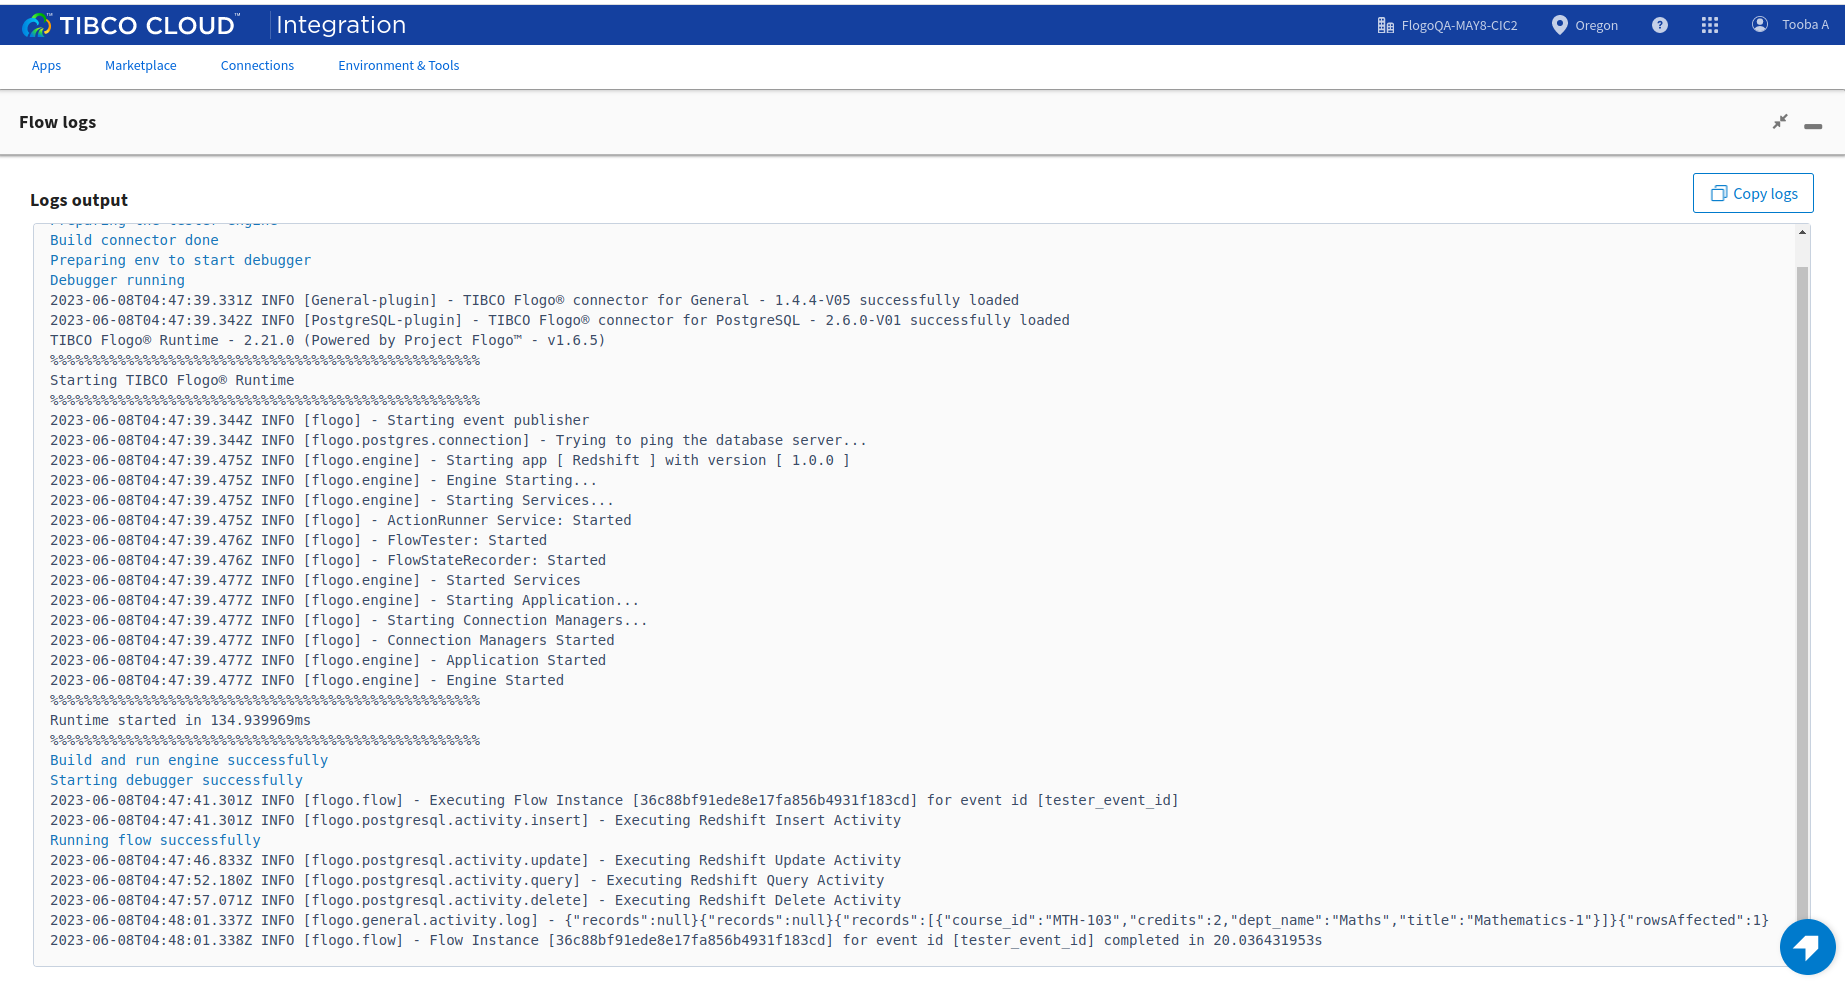 TIBCO CLOUD™ Integration
FlogoQA-MAY8-CIC2 Oregon ? Tooba A
Apps Marketplace Connections Environment & Tools
Flow logs
Logs output
Copy logs
Preparing the tester engine
Build connector done
Preparing env to start debugger
Debugger running
2023-06-08T04:47:39.331Z INFO [General-plugin] - TIBCO Flogo® connector for General - 1.4.4-V05 successfully loaded
2023-06-08T04:47:39.342Z INFO [PostgreSQL-plugin] - TIBCO Flogo® connector for PostgreSQL - 2.6.0-V01 successfully loaded
TIBCO Flogo® Runtime - 2.21.0 (Powered by Project Flogo™ - v1.6.5)
%%%%%%%%%%%%%%%%%%%%%%%%%%%%%%%%%%%%%%%%%%%%%%%%%%%
Starting TIBCO Flogo® Runtime
%%%%%%%%%%%%%%%%%%%%%%%%%%%%%%%%%%%%%%%%%%%%%%%%%%%
2023-06-08T04:47:39.344Z INFO [flogo] - Starting event publisher
2023-06-08T04:47:39.344Z INFO [flogo.postgres.connection] - Trying to ping the database server...
2023-06-08T04:47:39.475Z INFO [flogo.engine] - Starting app [ Redshift ] with version [ 1.0.0 ]
2023-06-08T04:47:39.475Z INFO [flogo.engine] - Engine Starting...
2023-06-08T04:47:39.475Z INFO [flogo.engine] - Starting Services...
2023-06-08T04:47:39.475Z INFO [flogo] - ActionRunner Service: Started
2023-06-08T04:47:39.476Z INFO [flogo] - FlowTester: Started
2023-06-08T04:47:39.476Z INFO [flogo] - FlowStateRecorder: Started
2023-06-08T04:47:39.477Z INFO [flogo.engine] - Started Services
2023-06-08T04:47:39.477Z INFO [flogo.engine] - Starting Application...
2023-06-08T04:47:39.477Z INFO [flogo] - Starting Connection Managers...
2023-06-08T04:47:39.477Z INFO [flogo] - Connection Managers Started
2023-06-08T04:47:39.477Z INFO [flogo.engine] - Application Started
2023-06-08T04:47:39.477Z INFO [flogo.engine] - Engine Started
%%%%%%%%%%%%%%%%%%%%%%%%%%%%%%%%%%%%%%%%%%%%%%%%%%%
Runtime started in 134.939969ms
%%%%%%%%%%%%%%%%%%%%%%%%%%%%%%%%%%%%%%%%%%%%%%%%%%%
Build and run engine successfully
Starting debugger successfully
2023-06-08T04:47:41.301Z INFO [flogo.flow] - Executing Flow Instance [36c88bf91ede8e17fa856b4931f183cd] for event id [tester_event_id]
2023-06-08T04:47:41.301Z INFO [flogo.postgresql.activity.insert] - Executing Redshift Insert Activity
Running flow successfully
2023-06-08T04:47:46.833Z INFO [flogo.postgresql.activity.update] - Executing Redshift Update Activity
2023-06-08T04:47:52.180Z INFO [flogo.postgresql.activity.query] - Executing Redshift Query Activity
2023-06-08T04:47:57.071Z INFO [flogo.postgresql.activity.delete] - Executing Redshift Delete Activity
2023-06-08T04:48:01.337Z INFO [flogo.general.activity.log] - {"records":null}{"records":null}{"records":[{"course_id":"MTH-103","credits":2,"dept_name":"Maths","title":"Mathematics-1"}]}{"rowsAffected":1}
2023-06-08T04:48:01.338Z INFO [flogo.flow] - Flow Instance [36c88bf91ede8e17fa856b4931f183cd] for event id [tester_event_id] completed in 20.036431953s